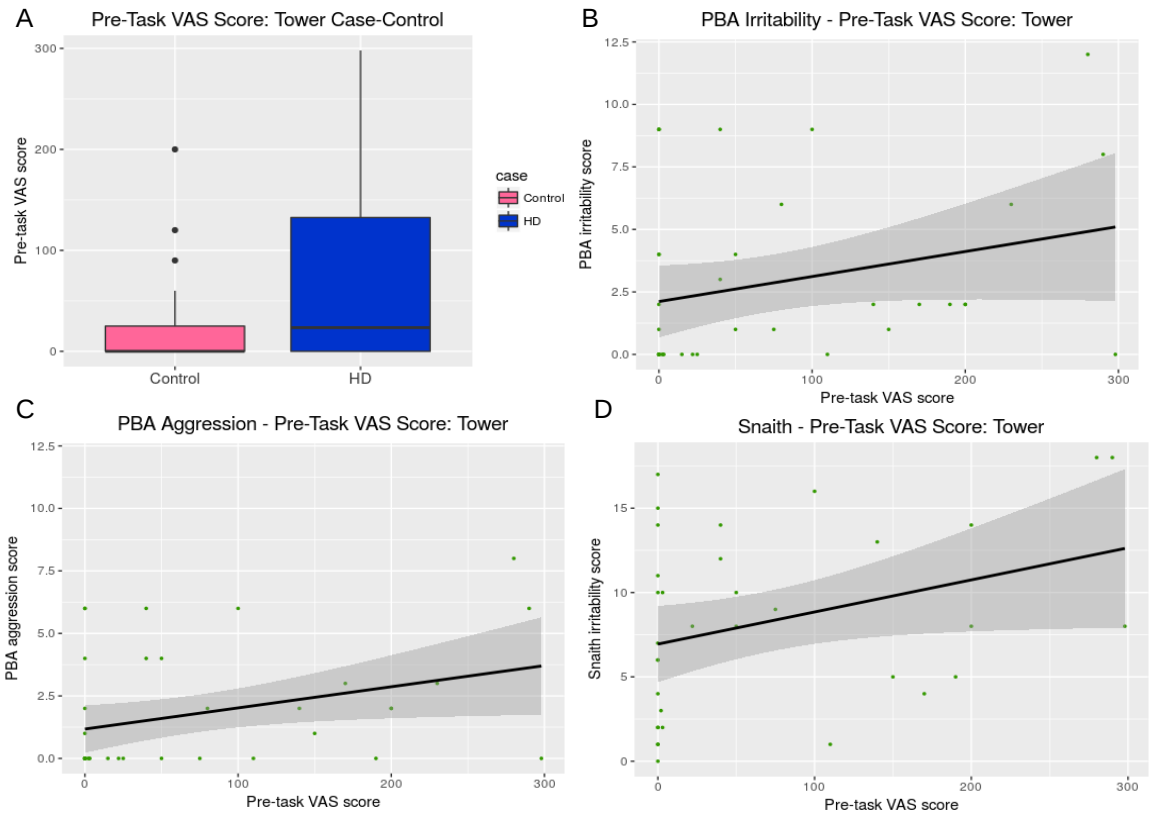 A
Pre-Task VAS Score: Tower Case-Control
300
200
100
0
Pre-task VAS score
Control
HD
case
Control
HD
B
PBA Irritability - Pre-Task VAS Score: Tower
12.5
10.0
7.5
5.0
2.5
0.0
PBA irritability score
0
100
200
300
Pre-task VAS score
C
PBA Aggression - Pre-Task VAS Score: Tower
12.5
10.0
7.5
5.0
2.5
0.0
PBA aggression score
0
100
200
300
Pre-task VAS score
D
Snaith - Pre-Task VAS Score: Tower
15
10
5
0
Snaith irritability score
0
100
200
300
Pre-task VAS score